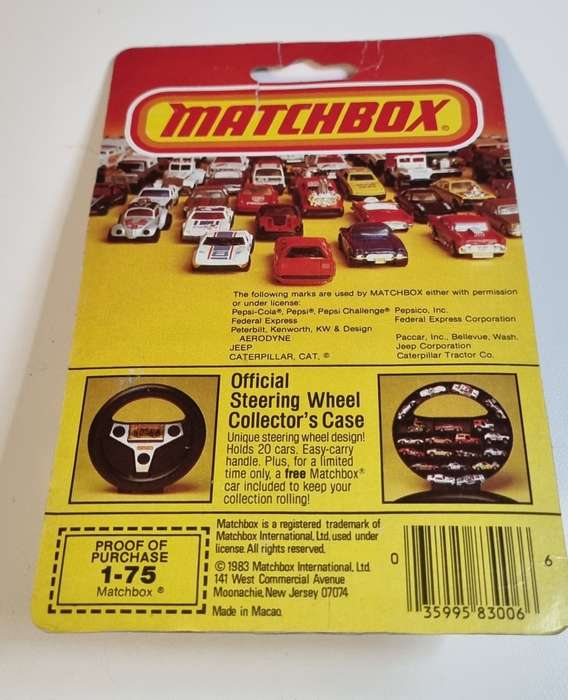 MATCHBOX®
The following marks are used by MATCHBOX either with permission
or under license:
Pepsi-Cola®, Pepsi®, Pepsi Challenge® Pepsico, Inc.
Federal Express Federal Express Corporation
Peterbilt, Kenworth, KW & Design
AERODYNE Paccar, Inc., Bellevue, Wash.
JEEP Jeep Corporation
CATERPILLAR, CAT, ® Caterpillar Tractor Co.
Official
Steering Wheel
Collector's Case
Unique steering wheel design!
Holds 20 cars. Easy-carry
handle. Plus, for a limited
time only, a free Matchbox®
car included to keep your
collection rolling!
PROOF OF
PURCHASE
1-75
Matchbox ®
Matchbox is a registered trademark of
Matchbox International, Ltd. used under
license. All rights reserved.
© 1983 Matchbox International, Ltd.
141 West Commercial Avenue
Moonachie, New Jersey 07074
Made in Macao.
0 35995 83006 6